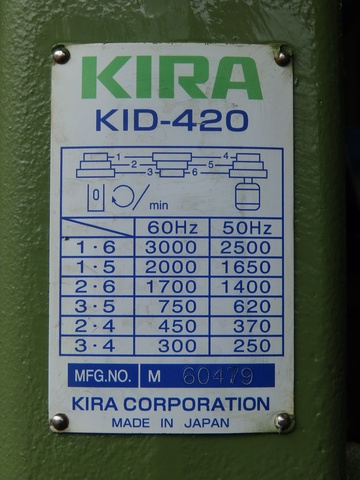 KIRA
KID-420
1 2 3 4 5 6
0 /min
60Hz 50Hz
1·6 3000 2500
1·5 2000 1650
2·6 1700 1400
3·5 750 620
2·4 450 370
3·4 300 250
MFG.NO. M 60479
KIRA CORPORATION
MADE IN JAPAN